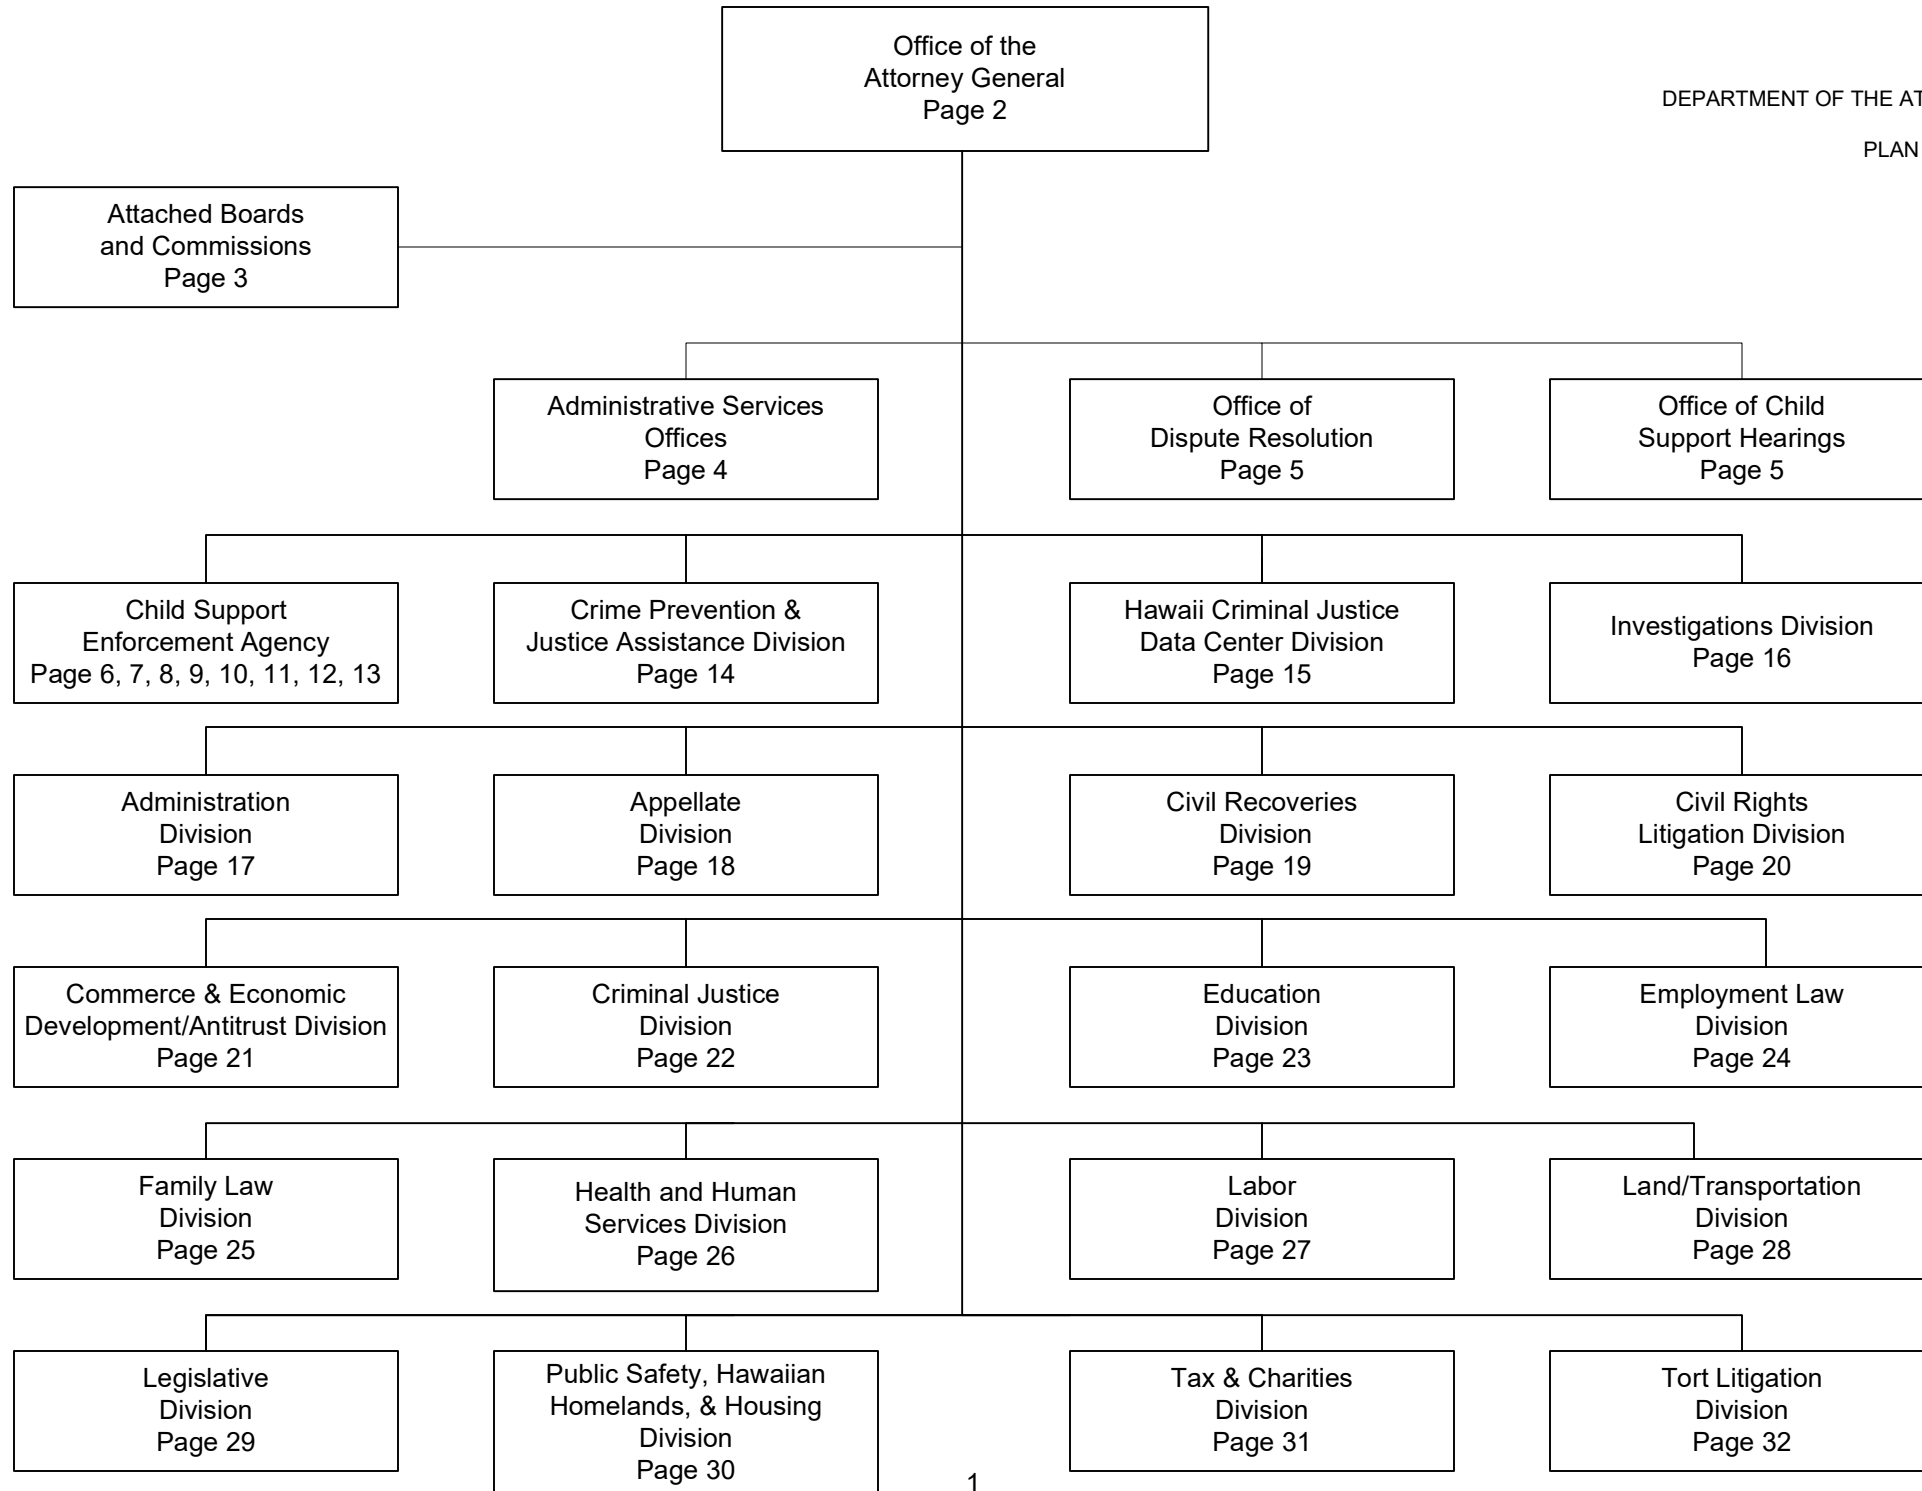 Office of the
Attorney General
Page 2
DEPARTMENT OF THE AT
PLAN
Attached Boards
and Commissions
Page 3
Administrative Services
Offices
Page 4
Office of
Dispute Resolution
Page 5
Office of Child
Support Hearings
Page 5
Child Support
Enforcement Agency
Page 6, 7, 8, 9, 10, 11, 12, 13
Crime Prevention &
Justice Assistance Division
Page 14
Hawaii Criminal Justice
Data Center Division
Page 15
Investigations Division
Page 16
Administration
Division
Page 17
Appellate
Division
Page 18
Civil Recoveries
Division
Page 19
Civil Rights
Litigation Division
Page 20
Commerce & Economic
Development/Antitrust Division
Page 21
Criminal Justice
Division
Page 22
Education
Division
Page 23
Employment Law
Division
Page 24
Family Law
Division
Page 25
Health and Human
Services Division
Page 26
Labor
Division
Page 27
Land/Transportation
Division
Page 28
Legislative
Division
Page 29
Public Safety, Hawaiian
Homelands, & Housing
Division
Page 30
Tax & Charities
Division
Page 31
Tort Litigation
Division
Page 32
1